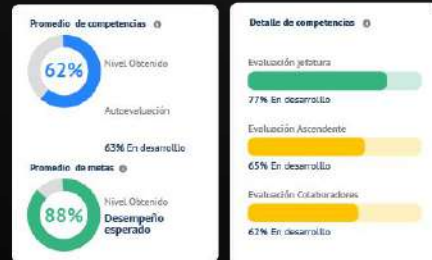 Promedio de competencias
62%
Nivel Obtenido
Autoevaluación
63% En desarrollo
Promedio de metas
88%
Nivel Obtenido
Desempeño
esperado
Detalle de competencias
Evaluación jefatura
77% En desarrollo
Evaluación Ascendente
65% En desarrollo
Evaluación Colaboradores
62% En desarrollo